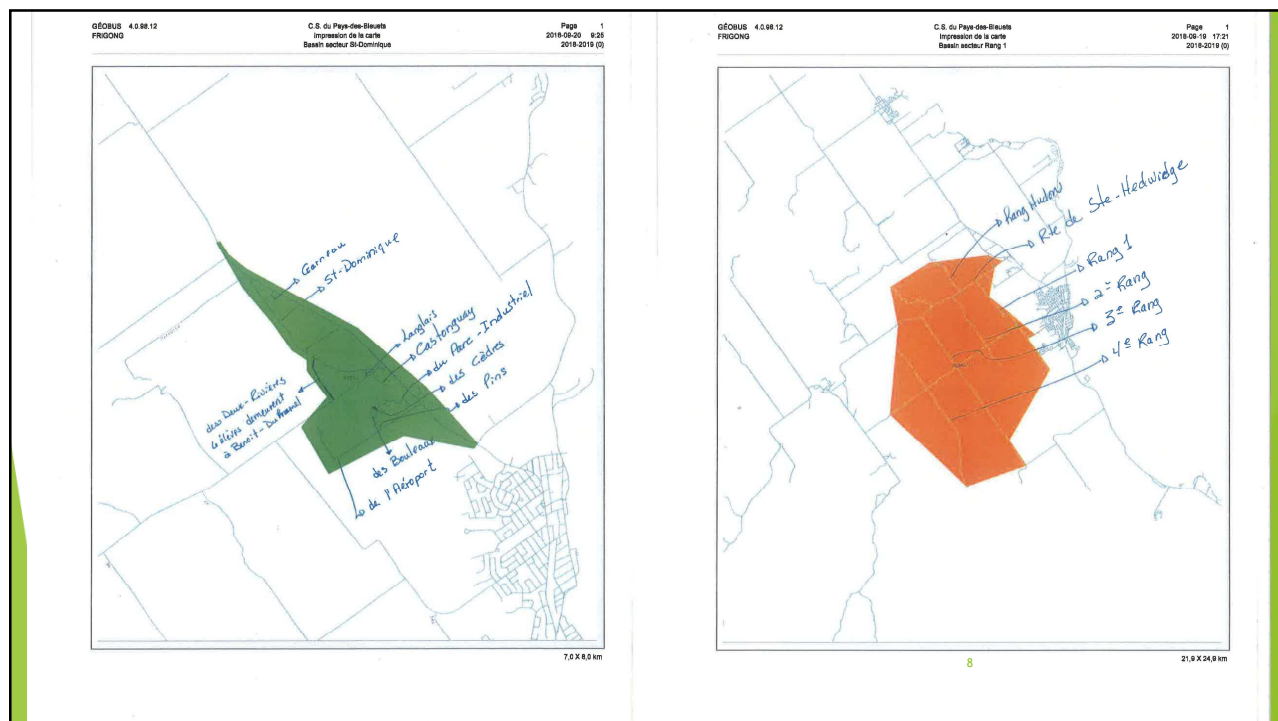 GÉOBUS 4.0.98.12
FRIGONG
C.S. du Pays-des-Bleuets
Impression de la carte
Bassin secteur St-Dominique
Page 1
2018-09-20 9:25
2018-2019 (0)
Garneau
St-Dominique
Langlais
Castonguay
du Parc-Industriel
des Cèdres
des Pins
des Deux-Rivières
élèves demeurent
à Benoit-Duhamel
des Bouleaux
de l'Aéroport
7,0 X 8,0 km
GÉOBUS 4.0.98.12
FRIGONG
C.S. du Pays-des-Bleuets
Impression de la carte
Bassin secteur Rang 1
Page 1
2018-09-19 17:21
2018-2019 (0)
Rang Hudon
Rte de Ste-Hedwidge
Rang 1
2e Rang
3e Rang
4e Rang
21,9 X 24,9 km
8